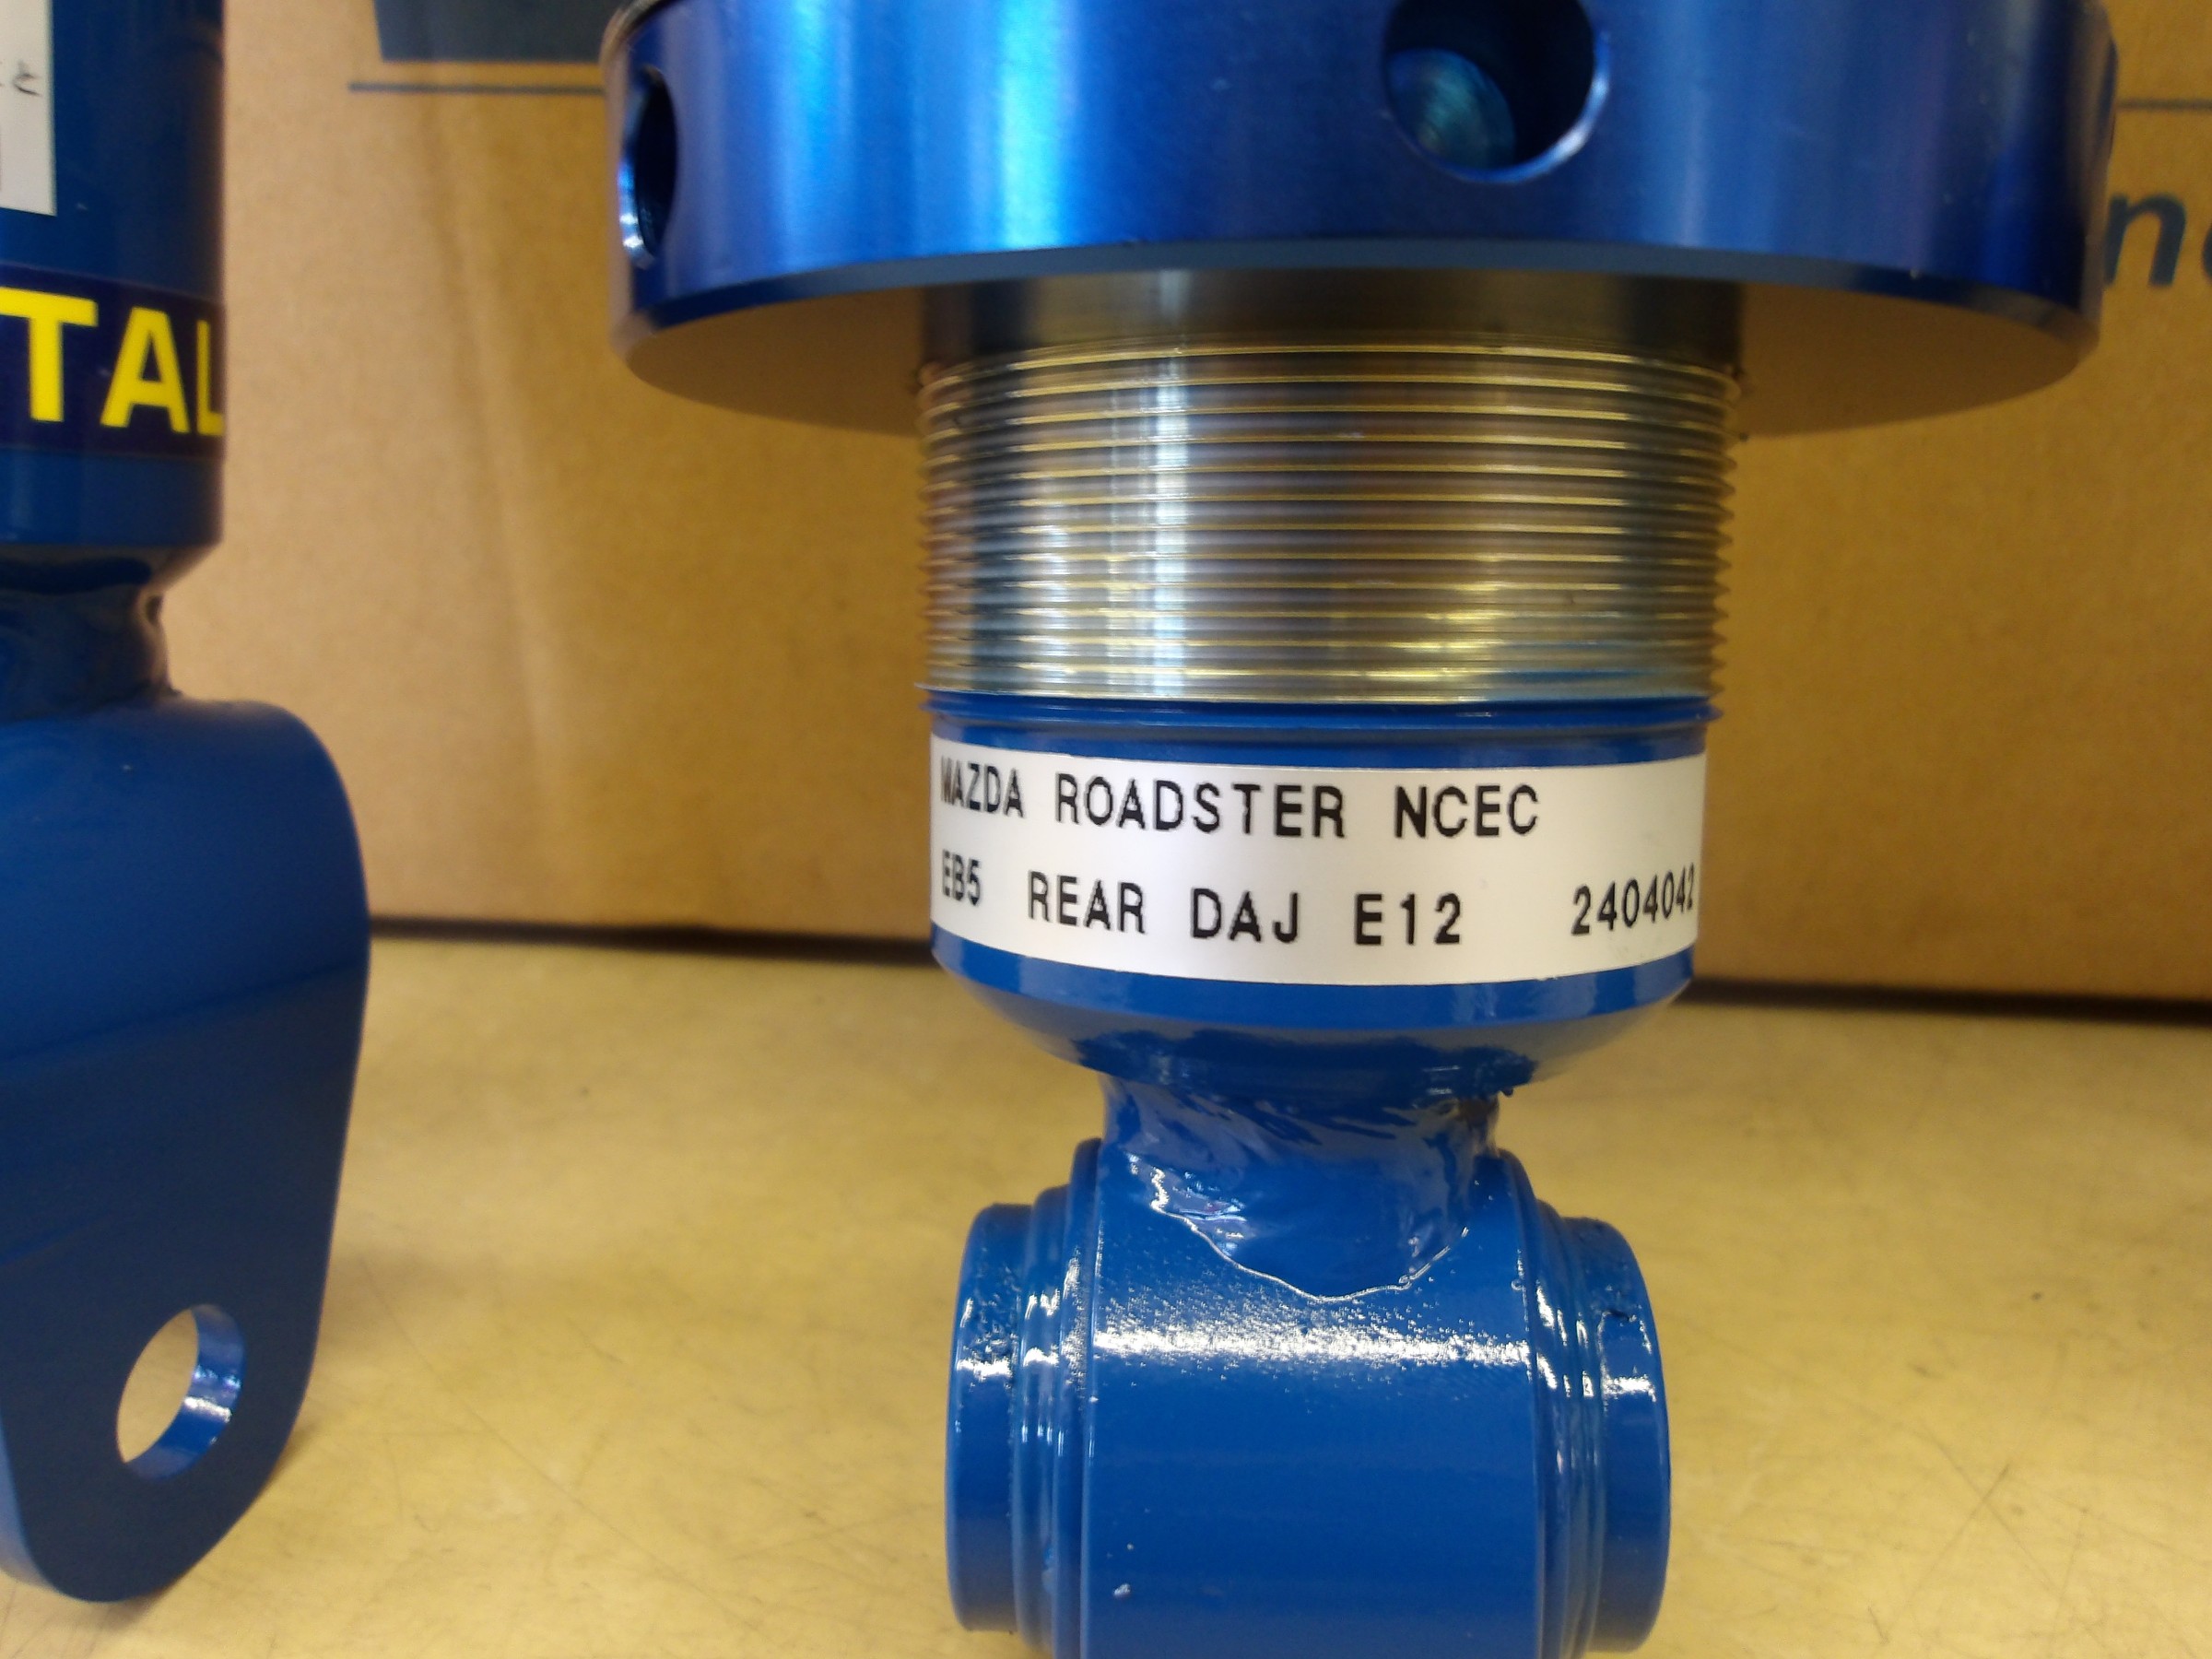 TAL
MAZDA ROADSTER NCEC
EB5 REAR DAJ E12 2404042